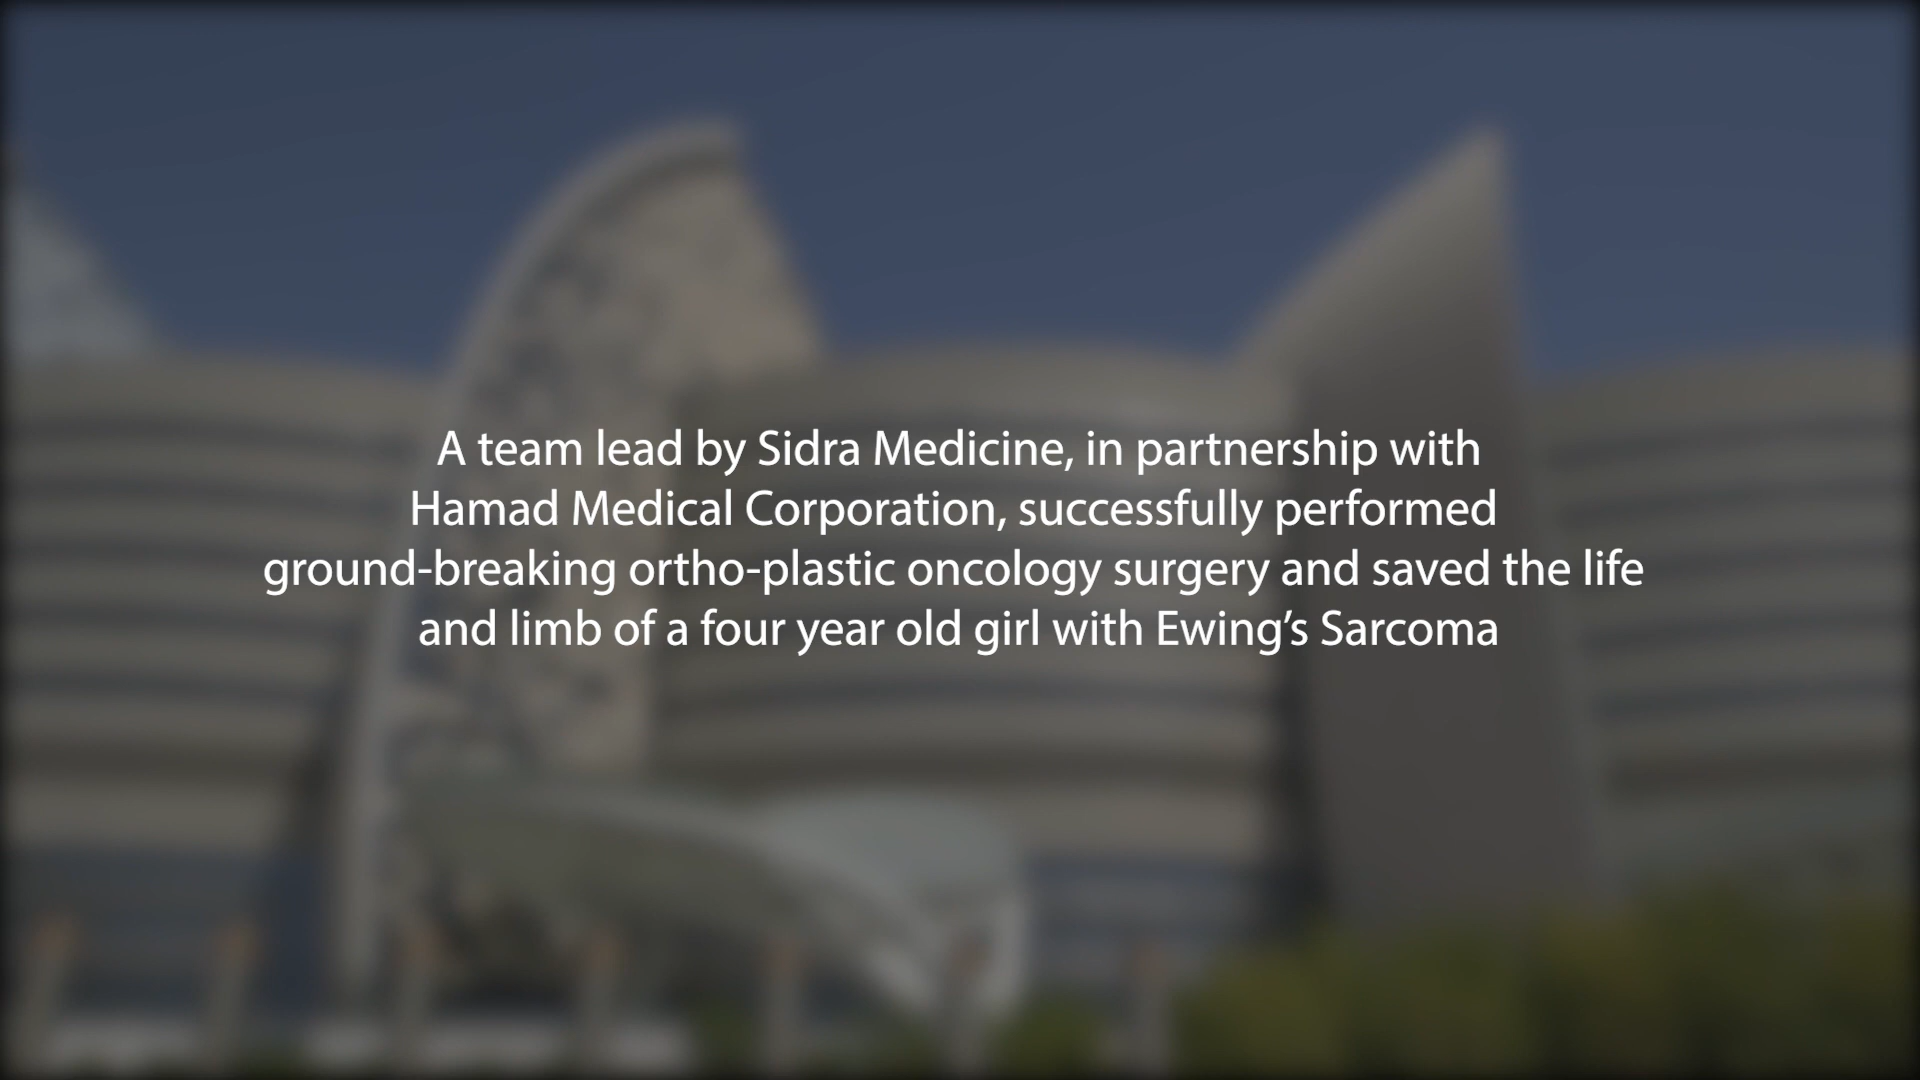 A team lead by Sidra Medicine, in partnership with
Hamad Medical Corporation, successfully performed
ground-breaking ortho-plastic oncology surgery and saved the life
and limb of a four year old girl with Ewing’s Sarcoma